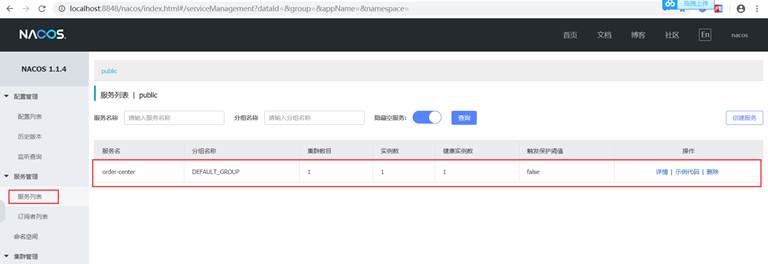 localhost:8848/nacos/index.html#/serviceManagement?dataId=&group=&appName=&namespace=
拖拽上传
NACOS.
首页 文档 博客 社区 En nacos
NACOS 1.1.4
public
配置管理
服务列表 | public
配置列表
服务名称 请输入服务名称 分组名称 请输入分组名称 隐藏空服务: 查询 创建服务
历史版本
监听查询
服务名 分组名称 集群数目 实例数 健康实例数 触发保护阈值 操作
服务管理
order-center DEFAULT_GROUP 1 1 1 false 详情 | 示例代码 | 删除
服务列表
订阅者列表
命名空间
集群管理